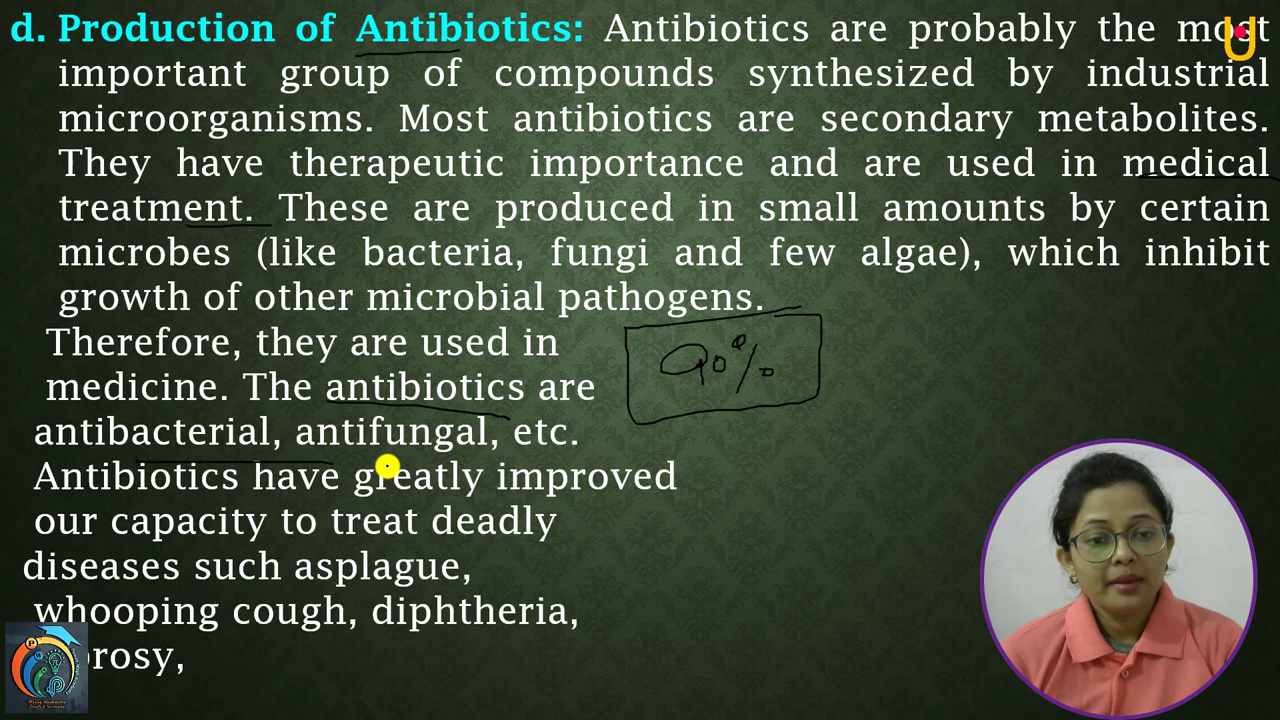 d. Production of Antibiotics: Antibiotics are probably the most
important group of compounds synthesized by industrial
microorganisms. Most antibiotics are secondary metabolites.
They have therapeutic importance and are used in medical
treatment. These are produced in small amounts by certain
microbes (like bacteria, fungi and few algae), which inhibit
growth of other microbial pathogens.
Therefore, they are used in
medicine. The antibiotics are
antibacterial, antifungal, etc.
Antibiotics have greatly improved
our capacity to treat deadly
diseases such asplague,
whooping cough, diphtheria,
prosy,
90%